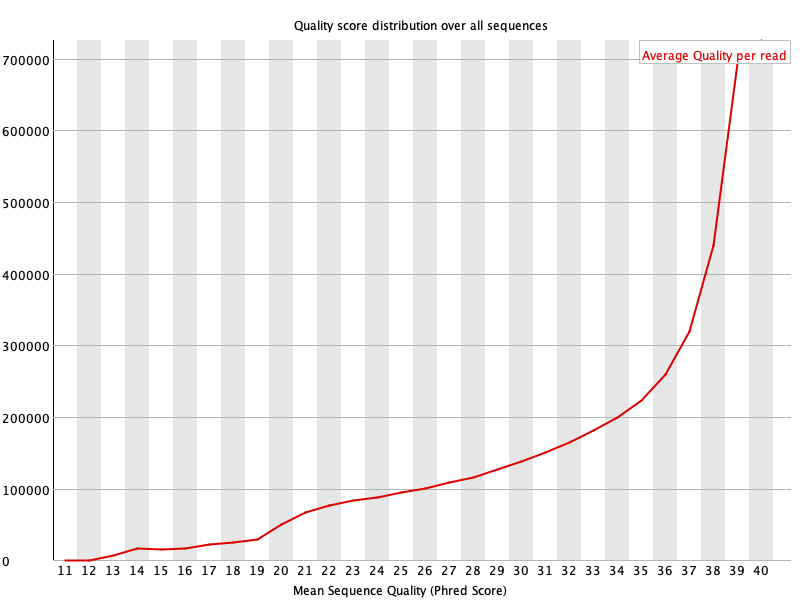 Quality score distribution over all sequences
Average Quality per read
700000
600000
500000
400000
300000
200000
100000
0
11 12 13 14 15 16 17 18 19 20 21 22 23 24 25 26 27 28 29 30 31 32 33 34 35 36 37 38 39 40
Mean Sequence Quality (Phred Score)